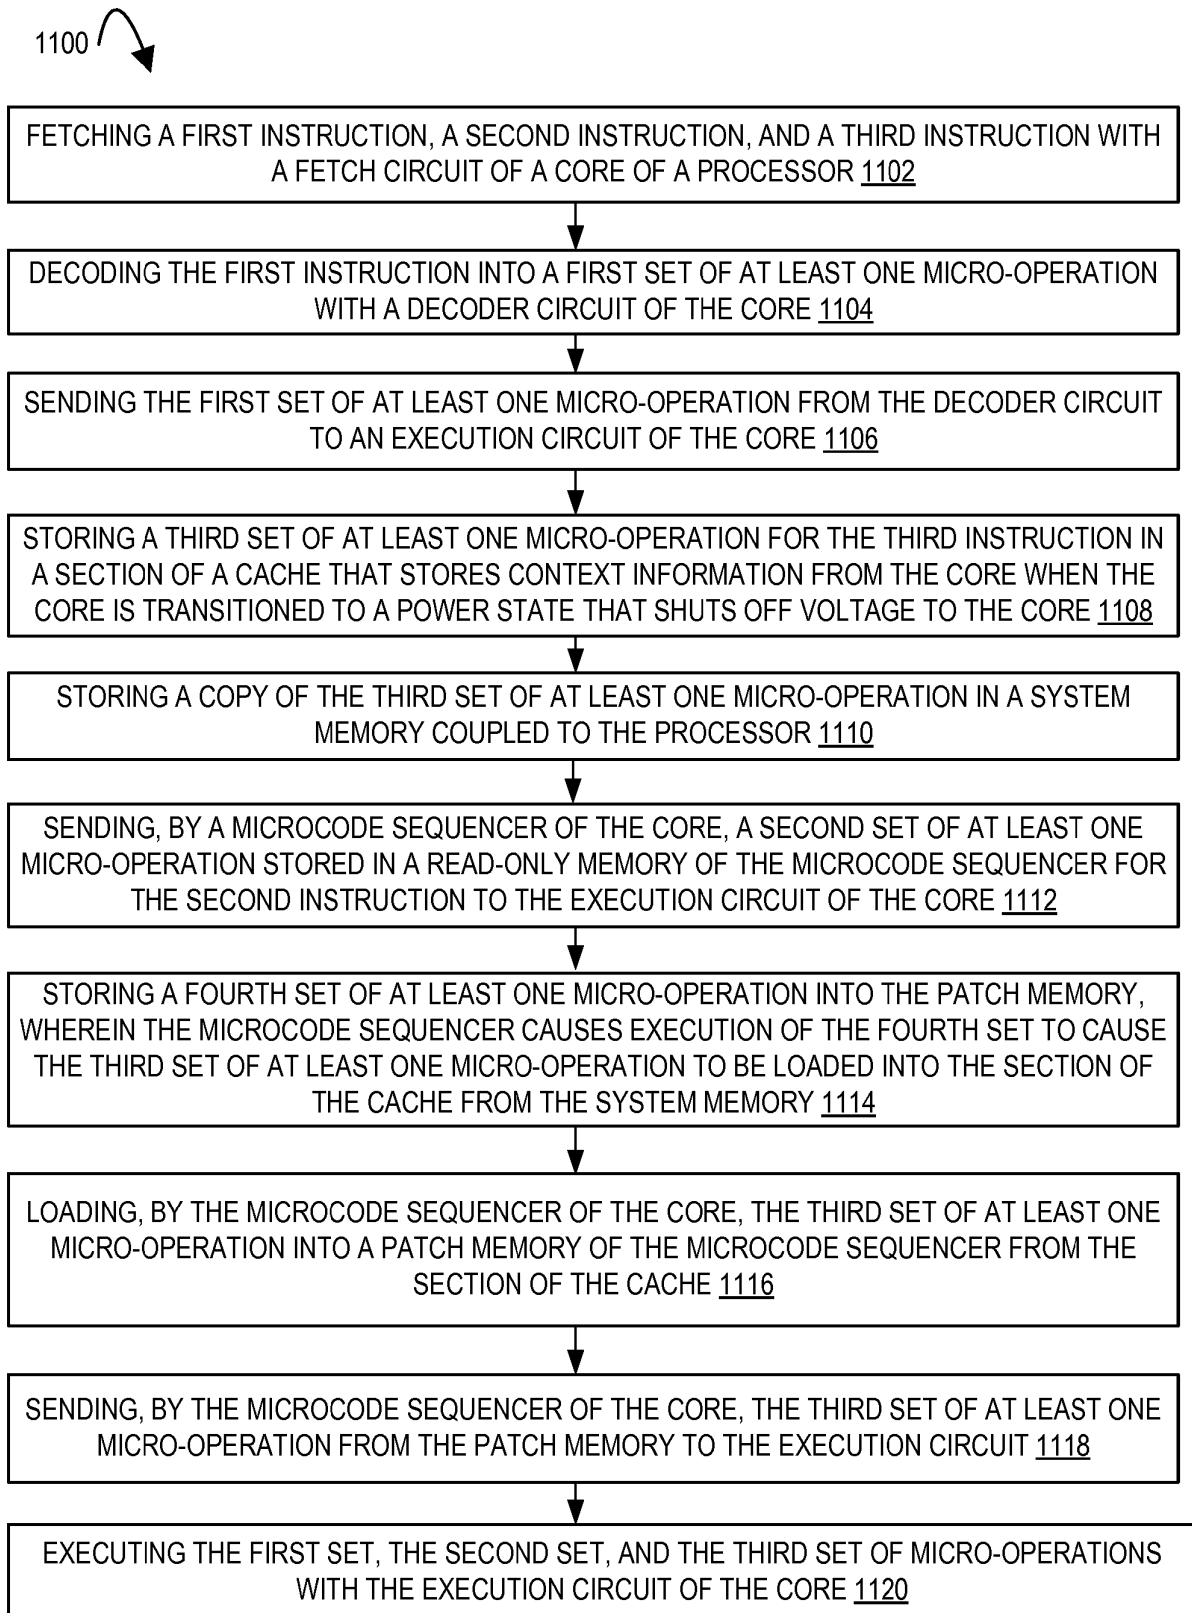 1100
FETCHING A FIRST INSTRUCTION, A SECOND INSTRUCTION, AND A THIRD INSTRUCTION WITH
A FETCH CIRCUIT OF A CORE OF A PROCESSOR 1102
DECODING THE FIRST INSTRUCTION INTO A FIRST SET OF AT LEAST ONE MICRO-OPERATION
WITH A DECODER CIRCUIT OF THE CORE 1104
SENDING THE FIRST SET OF AT LEAST ONE MICRO-OPERATION FROM THE DECODER CIRCUIT
TO AN EXECUTION CIRCUIT OF THE CORE 1106
STORING A THIRD SET OF AT LEAST ONE MICRO-OPERATION FOR THE THIRD INSTRUCTION IN
A SECTION OF A CACHE THAT STORES CONTEXT INFORMATION FROM THE CORE WHEN THE
CORE IS TRANSITIONED TO A POWER STATE THAT SHUTS OFF VOLTAGE TO THE CORE 1108
STORING A COPY OF THE THIRD SET OF AT LEAST ONE MICRO-OPERATION IN A SYSTEM
MEMORY COUPLED TO THE PROCESSOR 1110
SENDING, BY A MICROCODE SEQUENCER OF THE CORE, A SECOND SET OF AT LEAST ONE
MICRO-OPERATION STORED IN A READ-ONLY MEMORY OF THE MICROCODE SEQUENCER FOR
THE SECOND INSTRUCTION TO THE EXECUTION CIRCUIT OF THE CORE 1112
STORING A FOURTH SET OF AT LEAST ONE MICRO-OPERATION INTO THE PATCH MEMORY,
WHEREIN THE MICROCODE SEQUENCER CAUSES EXECUTION OF THE FOURTH SET TO CAUSE
THE THIRD SET OF AT LEAST ONE MICRO-OPERATION TO BE LOADED INTO THE SECTION OF
THE CACHE FROM THE SYSTEM MEMORY 1114
LOADING, BY THE MICROCODE SEQUENCER OF THE CORE, THE THIRD SET OF AT LEAST ONE
MICRO-OPERATION INTO A PATCH MEMORY OF THE MICROCODE SEQUENCER FROM THE
SECTION OF THE CACHE 1116
SENDING, BY THE MICROCODE SEQUENCER OF THE CORE, THE THIRD SET OF AT LEAST ONE
MICRO-OPERATION FROM THE PATCH MEMORY TO THE EXECUTION CIRCUIT 1118
EXECUTING THE FIRST SET, THE SECOND SET, AND THE THIRD SET OF MICRO-OPERATIONS
WITH THE EXECUTION CIRCUIT OF THE CORE 1120